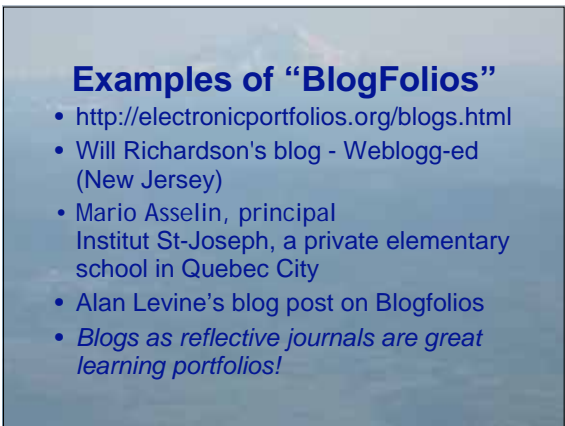 Examples of “BlogFolios”
• http://electronicportfolios.org/blogs.html
• Will Richardson's blog - Weblogg-ed
(New Jersey)
• Mario Asselin, principal
Institut St-Joseph, a private elementary
school in Quebec City
• Alan Levine’s blog post on Blogfolios
• Blogs as reflective journals are great
learning portfolios!